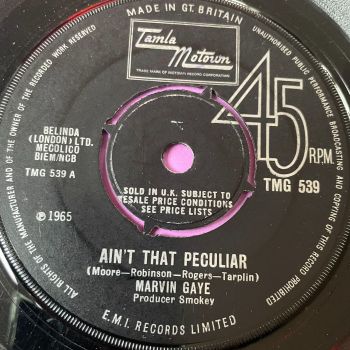 MADE IN GT. BRITAIN
Tamla
Motown
TRADE MARK OF MOTOWN RECORD CORPORATION
45
RPM
TMG 539
BELINDA
(LONDON) LTD.
MECOLICO
BIEM/NCB
TMG 539 A
SOLD IN U.K. SUBJECT TO
RESALE PRICE CONDITIONS
SEE PRICE LISTS
℗ 1965
AIN'T THAT PECULIAR
(Moore—Robinson—Rogers—Tarplin)
MARVIN GAYE
Producer Smokey
E.M.I. RECORDS LIMITED
ALL RIGHTS OF THE MANUFACTURER AND OF THE OWNER OF THE RECORDED WORK RESERVED
UNAUTHORISED PUBLIC PERFORMANCE BROADCASTING AND COPYING OF THIS RECORD PROHIBITED